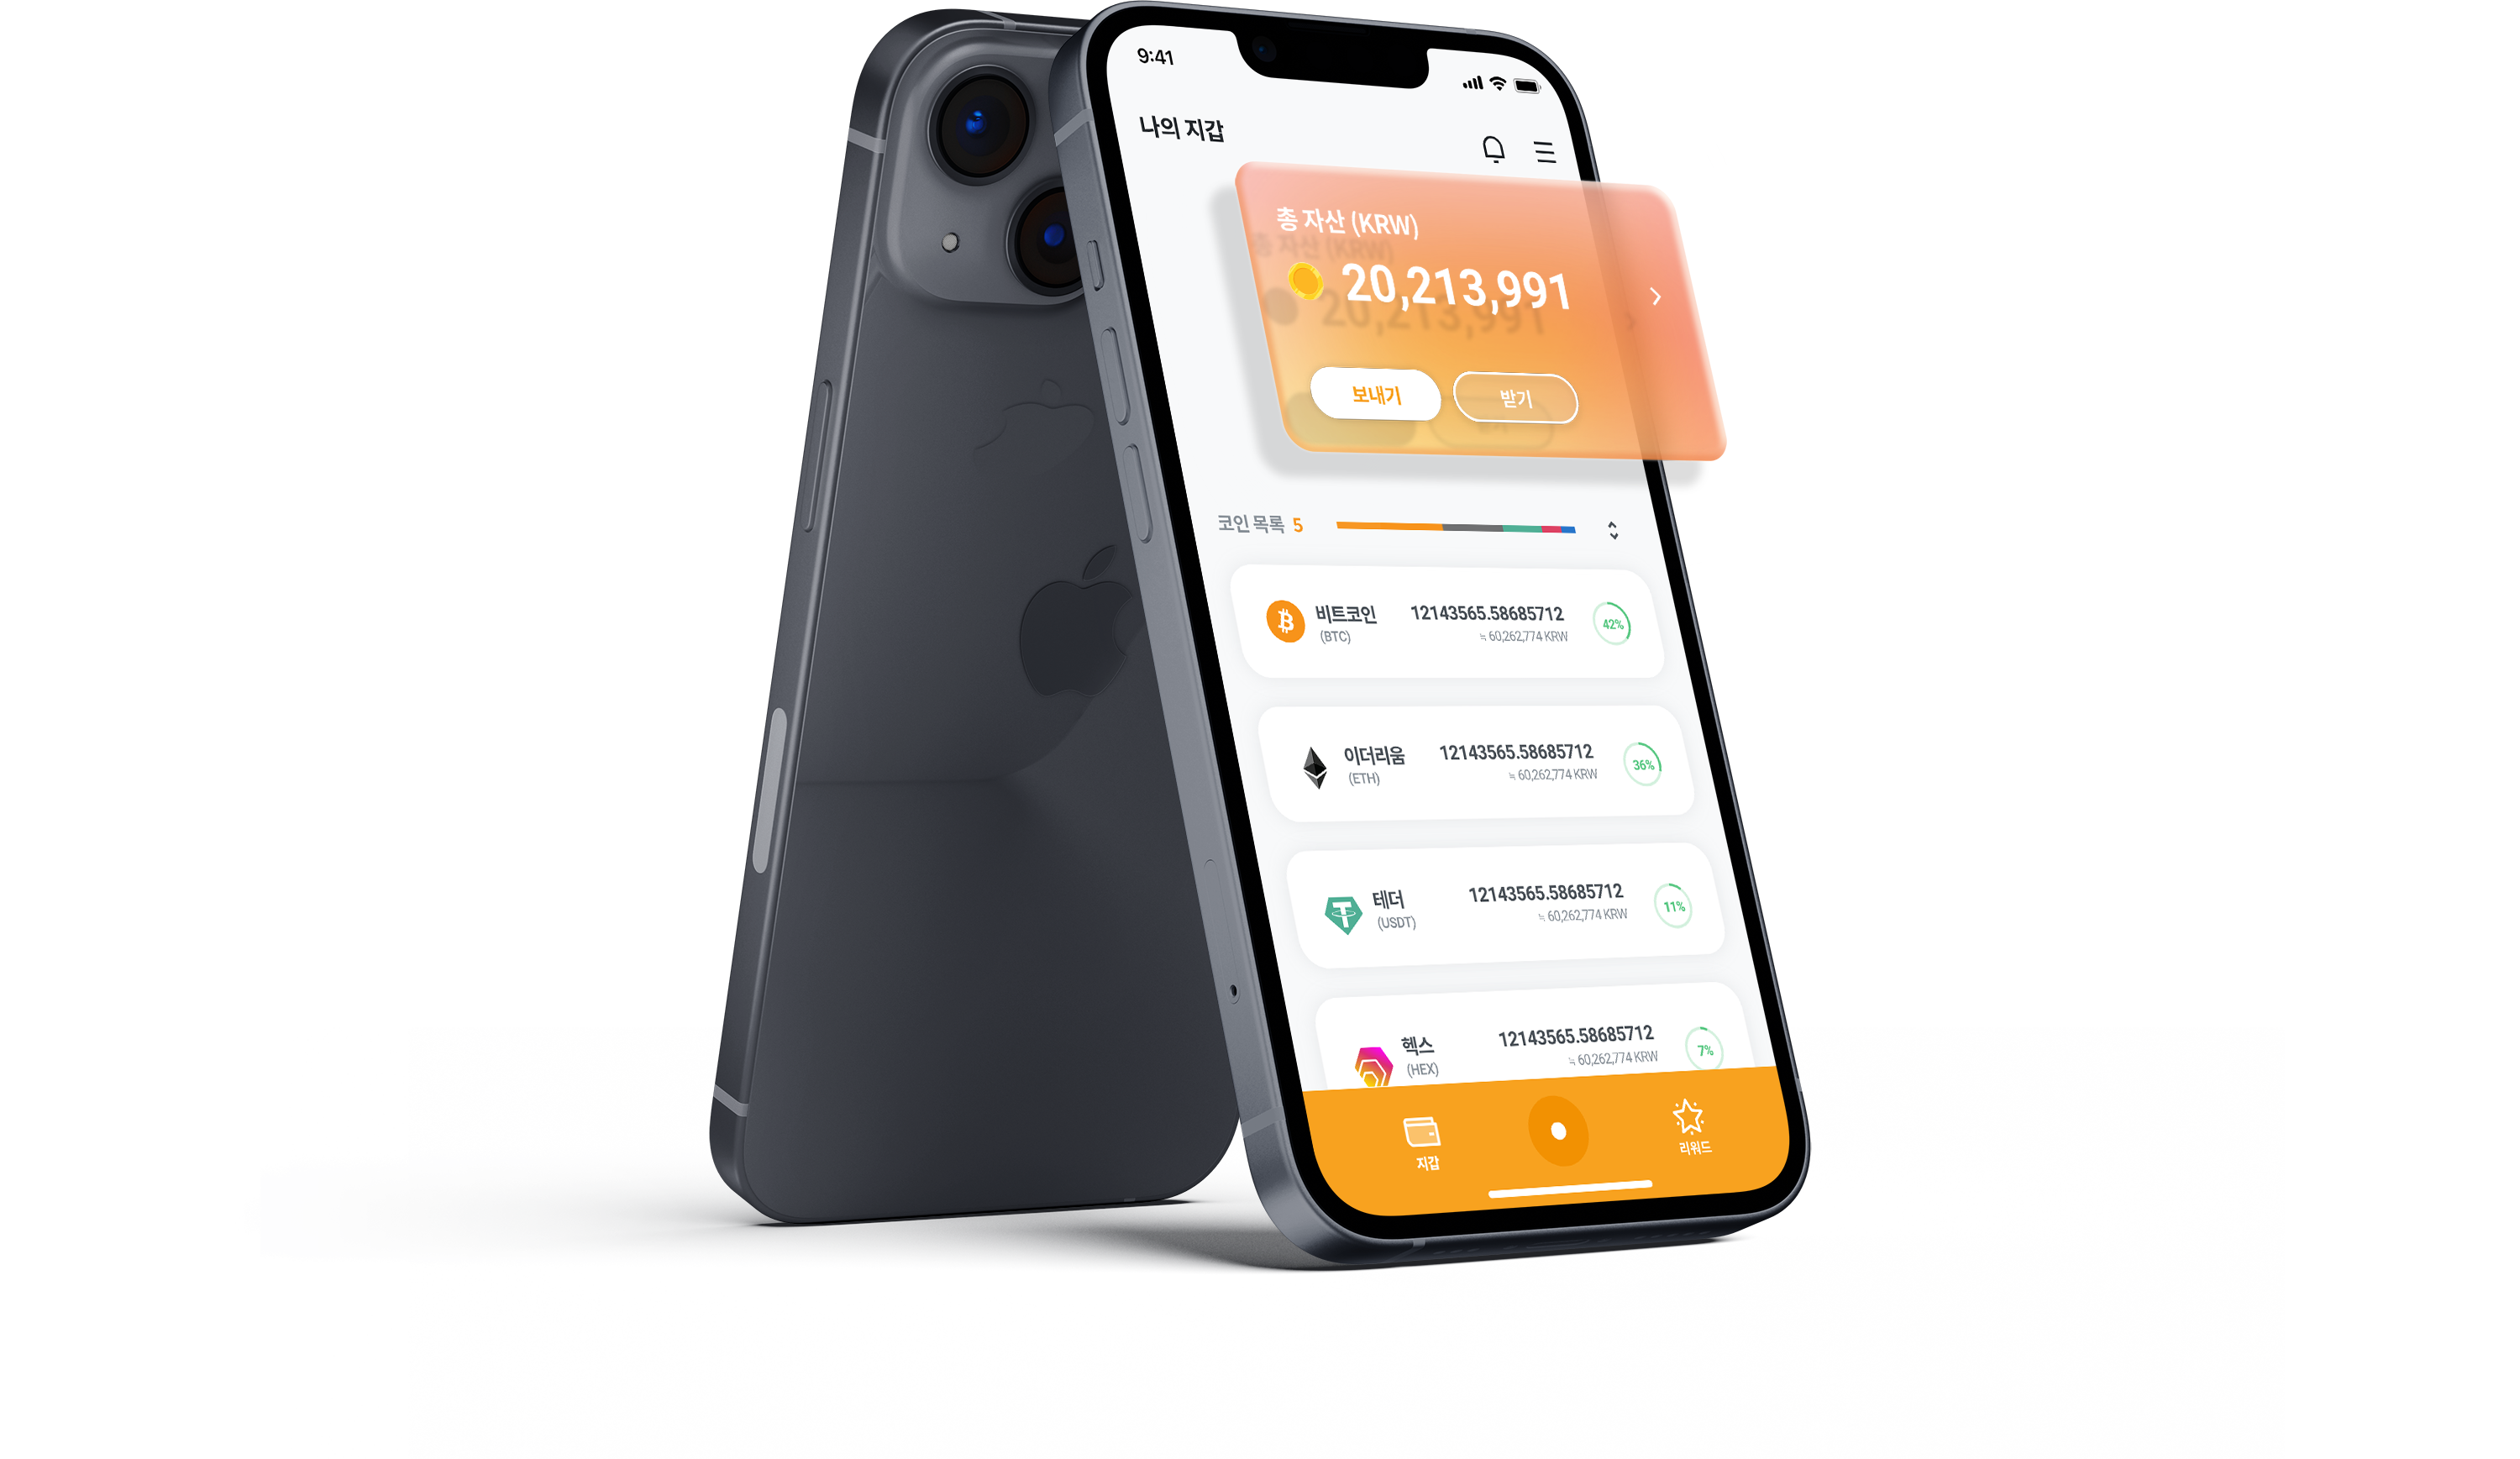 9:41
나의 지갑
총 자산 (KRW)
20,213,991
보내기
받기
코인 목록 5
비트코인 12143565.58685712 42%
(BTC) ≒ 60,262,774 KRW
이더리움 12143565.58685712 36%
(ETH) ≒ 60,262,774 KRW
테더 12143565.58685712 11%
(USDT) ≒ 60,262,774 KRW
헥스 12143565.58685712 7%
(HEX) ≒ 60,262,774 KRW
지갑
리워드